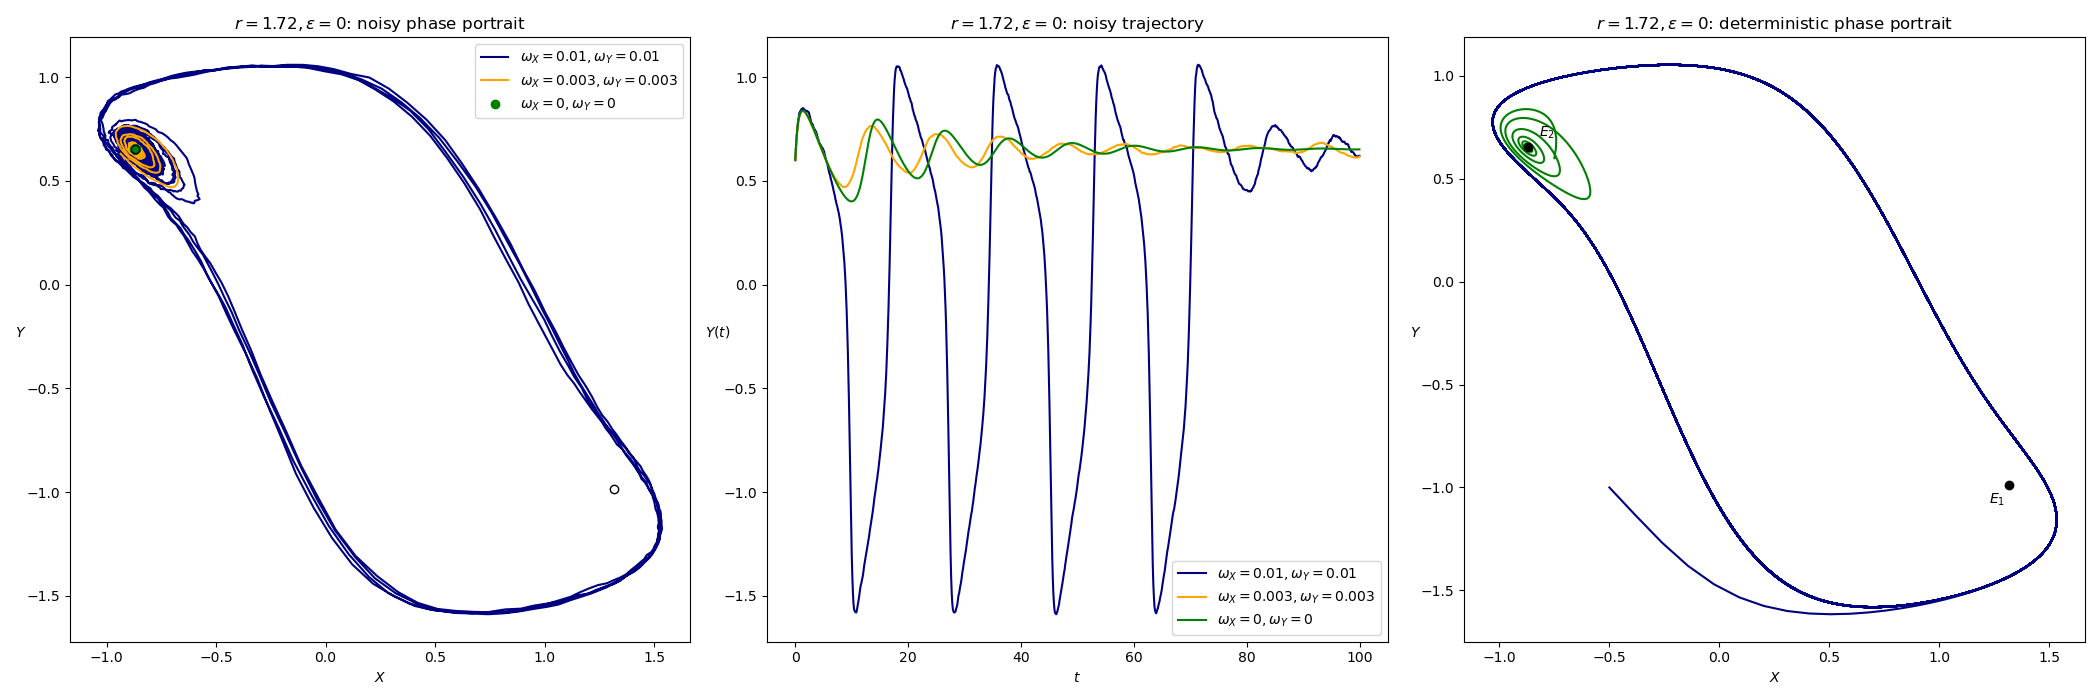 r = 1.72, ε = 0: noisy phase portrait
1.0
0.5
0.0
−0.5
−1.0
−1.5
Y
−1.0 −0.5 0.0 0.5 1.0 1.5
X
ω_X = 0.01, ω_Y = 0.01
ω_X = 0.003, ω_Y = 0.003
ω_X = 0, ω_Y = 0
r = 1.72, ε = 0: noisy trajectory
1.0
0.5
0.0
−0.5
−1.0
−1.5
Y(t)
0 20 40 60 80 100
t
ω_X = 0.01, ω_Y = 0.01
ω_X = 0.003, ω_Y = 0.003
ω_X = 0, ω_Y = 0
r = 1.72, ε = 0: deterministic phase portrait
1.0
0.5
0.0
−0.5
−1.0
−1.5
Y
E_2
E_1
−1.0 −0.5 0.0 0.5 1.0 1.5
X